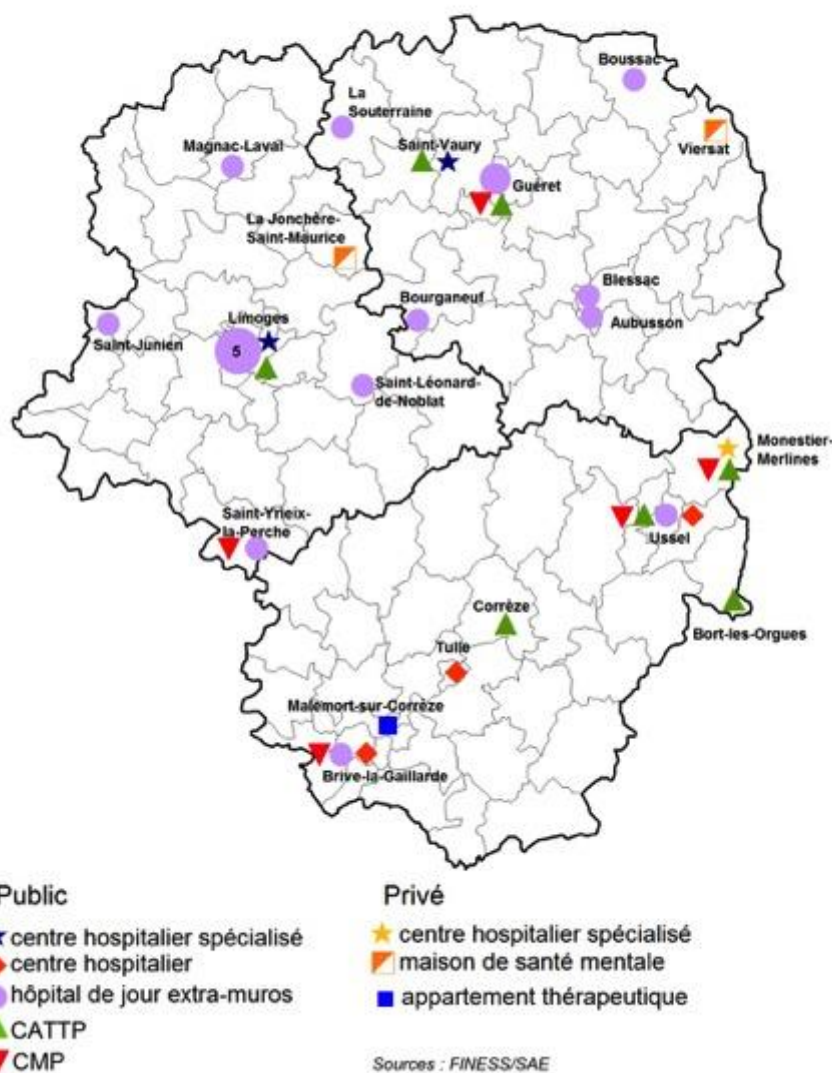 Boussac
La
Souterraine
Saint-Vaury
Magnac-Laval
Viersat
Guéret
La Jonchère-
Saint-Maurice
Blessac
Bourganeuf
Limoges
Aubusson
Saint-Junien
5
Saint-Léonard-
de-Noblat
Monestier-
Merlines
Saint-Yrieix-
la-Perche
Ussel
Corrèze
Bort-les-Orgues
Tulle
Malemort-sur-Corrèze
Brive-la-Gaillarde
Public
centre hospitalier spécialisé
centre hospitalier
hôpital de jour extra-muros
CATTP
CMP
Privé
centre hospitalier spécialisé
maison de santé mentale
appartement thérapeutique
Sources : FINESS/SAE